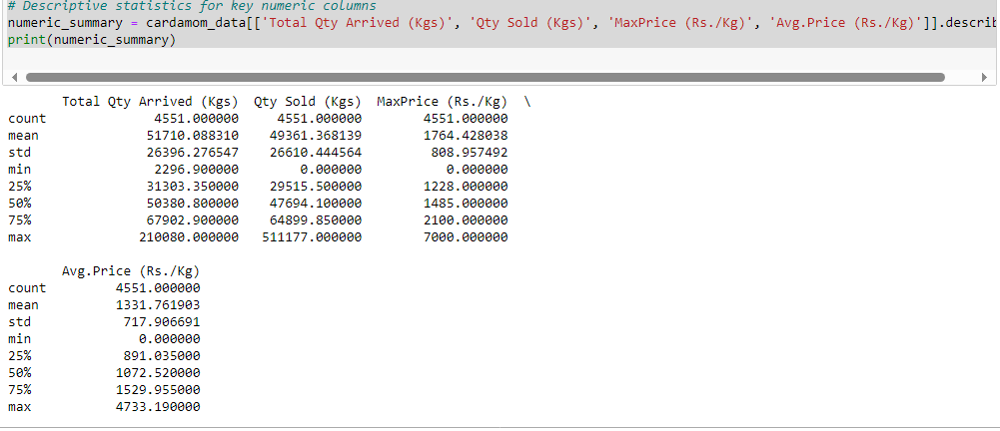 # Descriptive statistics for key numeric columns
numeric_summary = cardamom_data[['Total Qty Arrived (Kgs)', 'Qty Sold (Kgs)', 'MaxPrice (Rs./Kg)', 'Avg.Price (Rs./Kg)']].describ
print(numeric_summary)
Total Qty Arrived (Kgs) Qty Sold (Kgs) MaxPrice (Rs./Kg) \
count 4551.000000 4551.000000 4551.000000
mean 51710.088310 49361.368139 1764.428038
std 26396.276547 26610.444564 808.957492
min 2296.900000 0.000000 0.000000
25% 31303.350000 29515.500000 1228.000000
50% 50380.800000 47694.100000 1485.000000
75% 67902.900000 64899.850000 2100.000000
max 210080.000000 511177.000000 7000.000000
Avg.Price (Rs./Kg)
count 4551.000000
mean 1331.761903
std 717.906691
min 0.000000
25% 891.035000
50% 1072.520000
75% 1529.955000
max 4733.190000